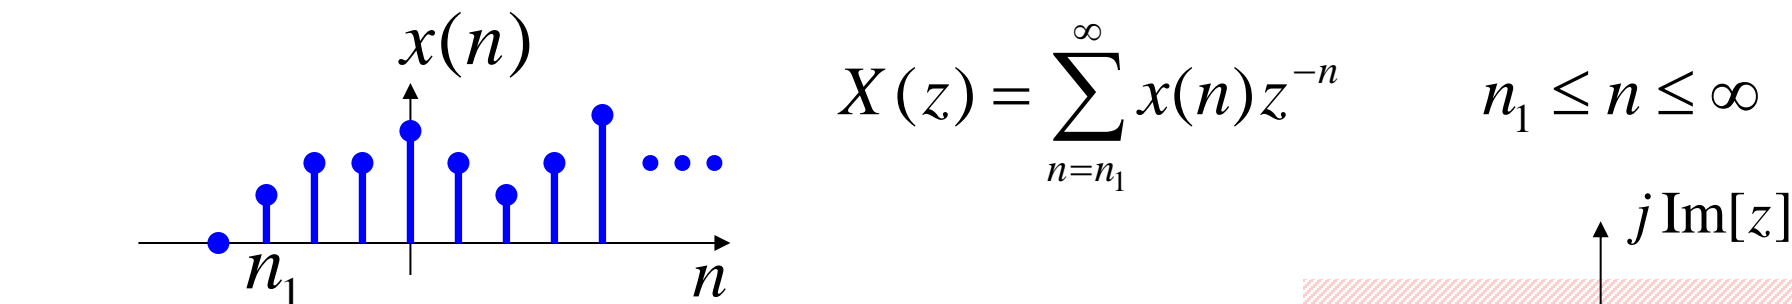 x(n)
n₁
n
X(z) = ∑_{n=n₁}^{∞} x(n)z^{−n}
n₁ ≤ n ≤ ∞
j Im[z]